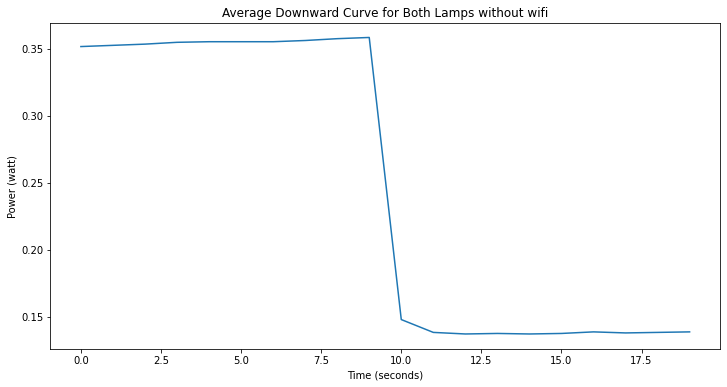 Average Downward Curve for Both Lamps without wifi
0.35
0.30
0.25
0.20
0.15
Power (watt)
0.0 2.5 5.0 7.5 10.0 12.5 15.0 17.5
Time (seconds)